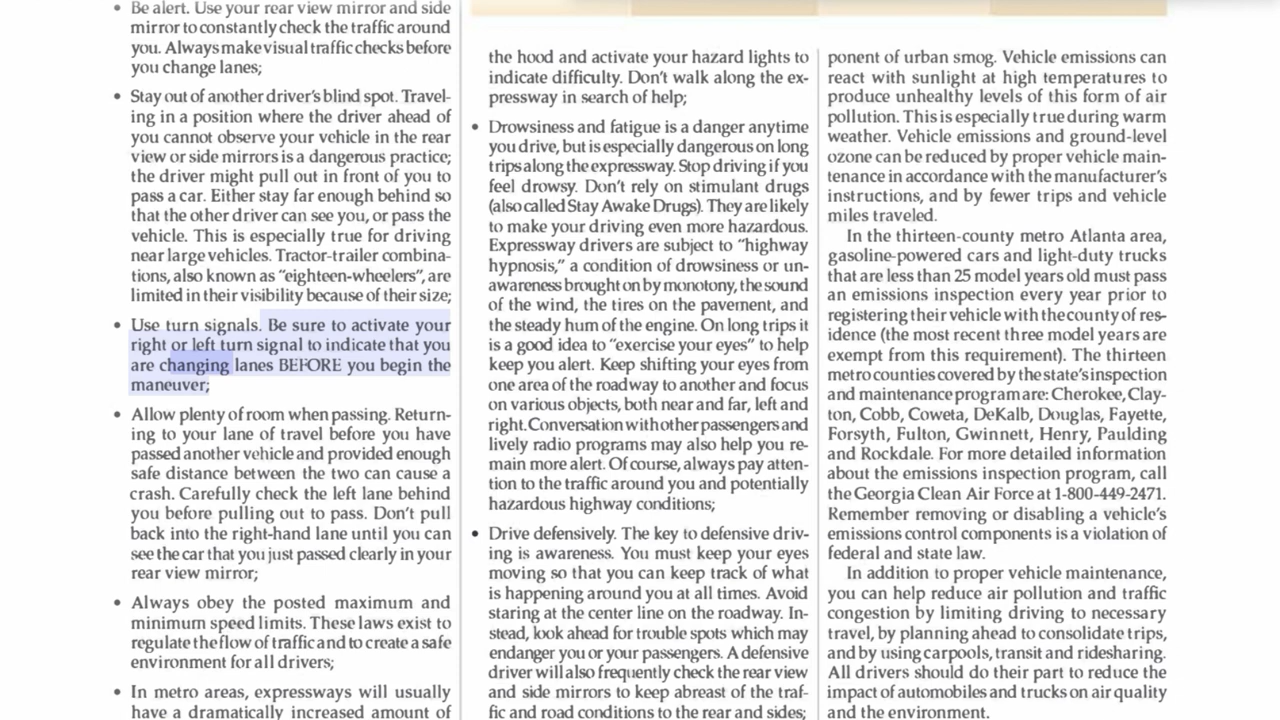 • Be alert. Use your rear view mirror and side
mirror to constantly check the traffic around
you. Always make visual traffic checks before
you change lanes;
• Stay out of another driver's blind spot. Travel-
ing in a position where the driver ahead of
you cannot observe your vehicle in the rear
view or side mirrors is a dangerous practice;
the driver might pull out in front of you to
pass a car. Either stay far enough behind so
that the other driver can see you, or pass the
vehicle. This is especially true for driving
near large vehicles. Tractor-trailer combina-
tions, also known as "eighteen-wheelers", are
limited in their visibility because of their size;
• Use turn signals. Be sure to activate your
right or left turn signal to indicate that you
are changing lanes BEFORE you begin the
maneuver;
• Allow plenty of room when passing. Return-
ing to your lane of travel before you have
passed another vehicle and provided enough
safe distance between the two can cause a
crash. Carefully check the left lane behind
you before pulling out to pass. Don't pull
back into the right-hand lane until you can
see the car that you just passed clearly in your
rear view mirror;
• Always obey the posted maximum and
minimum speed limits. These laws exist to
regulate the flow of traffic and to create a safe
environment for all drivers;
• In metro areas, expressways will usually
have a dramatically increased amount of
the hood and activate your hazard lights to
indicate difficulty. Don't walk along the ex-
pressway in search of help;
• Drowsiness and fatigue is a danger anytime
you drive, but is especially dangerous on long
trips along the expressway. Stop driving if you
feel drowsy. Don't rely on stimulant drugs
(also called Stay Awake Drugs). They are likely
to make your driving even more hazardous.
Expressway drivers are subject to "highway
hypnosis," a condition of drowsiness or un-
awareness brought on by monotony, the sound
of the wind, the tires on the pavement, and
the steady hum of the engine. On long trips it
is a good idea to "exercise your eyes" to help
keep you alert. Keep shifting your eyes from
one area of the roadway to another and focus
on various objects, both near and far, left and
right. Conversation with other passengers and
lively radio programs may also help you re-
main more alert. Of course, always pay atten-
tion to the traffic around you and potentially
hazardous highway conditions;
• Drive defensively. The key to defensive driv-
ing is awareness. You must keep your eyes
moving so that you can keep track of what
is happening around you at all times. Avoid
staring at the center line on the roadway. In-
stead, look ahead for trouble spots which may
endanger you or your passengers. A defensive
driver will also frequently check the rear view
and side mirrors to keep abreast of the traf-
fic and road conditions to the rear and sides;
ponent of urban smog. Vehicle emissions can
react with sunlight at high temperatures to
produce unhealthy levels of this form of air
pollution. This is especially true during warm
weather. Vehicle emissions and ground-level
ozone can be reduced by proper vehicle main-
tenance in accordance with the manufacturer's
instructions, and by fewer trips and vehicle
miles traveled.
In the thirteen-county metro Atlanta area,
gasoline-powered cars and light-duty trucks
that are less than 25 model years old must pass
an emissions inspection every year prior to
registering their vehicle with the county of res-
idence (the most recent three model years are
exempt from this requirement). The thirteen
metro counties covered by the state's inspection
and maintenance program are: Cherokee, Clay-
ton, Cobb, Coweta, DeKalb, Douglas, Fayette,
Forsyth, Fulton, Gwinnett, Henry, Paulding
and Rockdale. For more detailed information
about the emissions inspection program, call
the Georgia Clean Air Force at 1-800-449-2471.
Remember removing or disabling a vehicle's
emissions control components is a violation of
federal and state law.
In addition to proper vehicle maintenance,
you can help reduce air pollution and traffic
congestion by limiting driving to necessary
travel, by planning ahead to consolidate trips,
and by using carpools, transit and ridesharing.
All drivers should do their part to reduce the
impact of automobiles and trucks on air quality
and the environment.